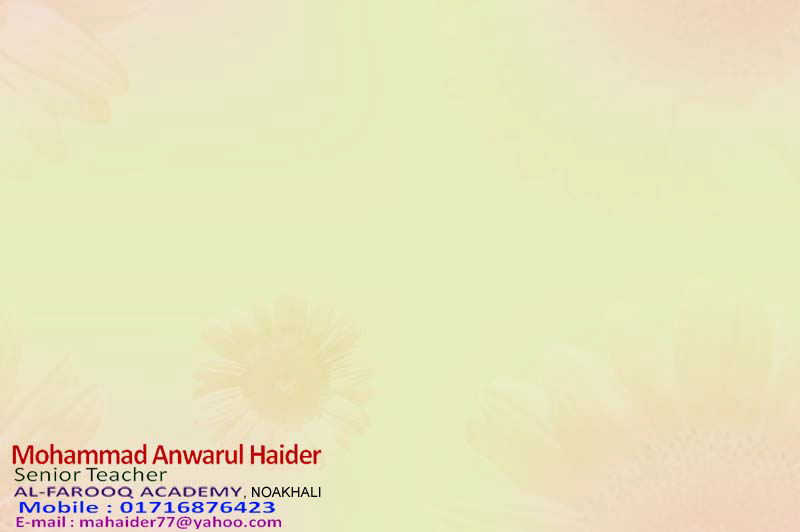 Mohammad Anwarul Haider
Senior Teacher
AL-FAROOQ ACADEMY, NOAKHALI
Mobile : 01716876423
E-mail : mahaider77@yahoo.com